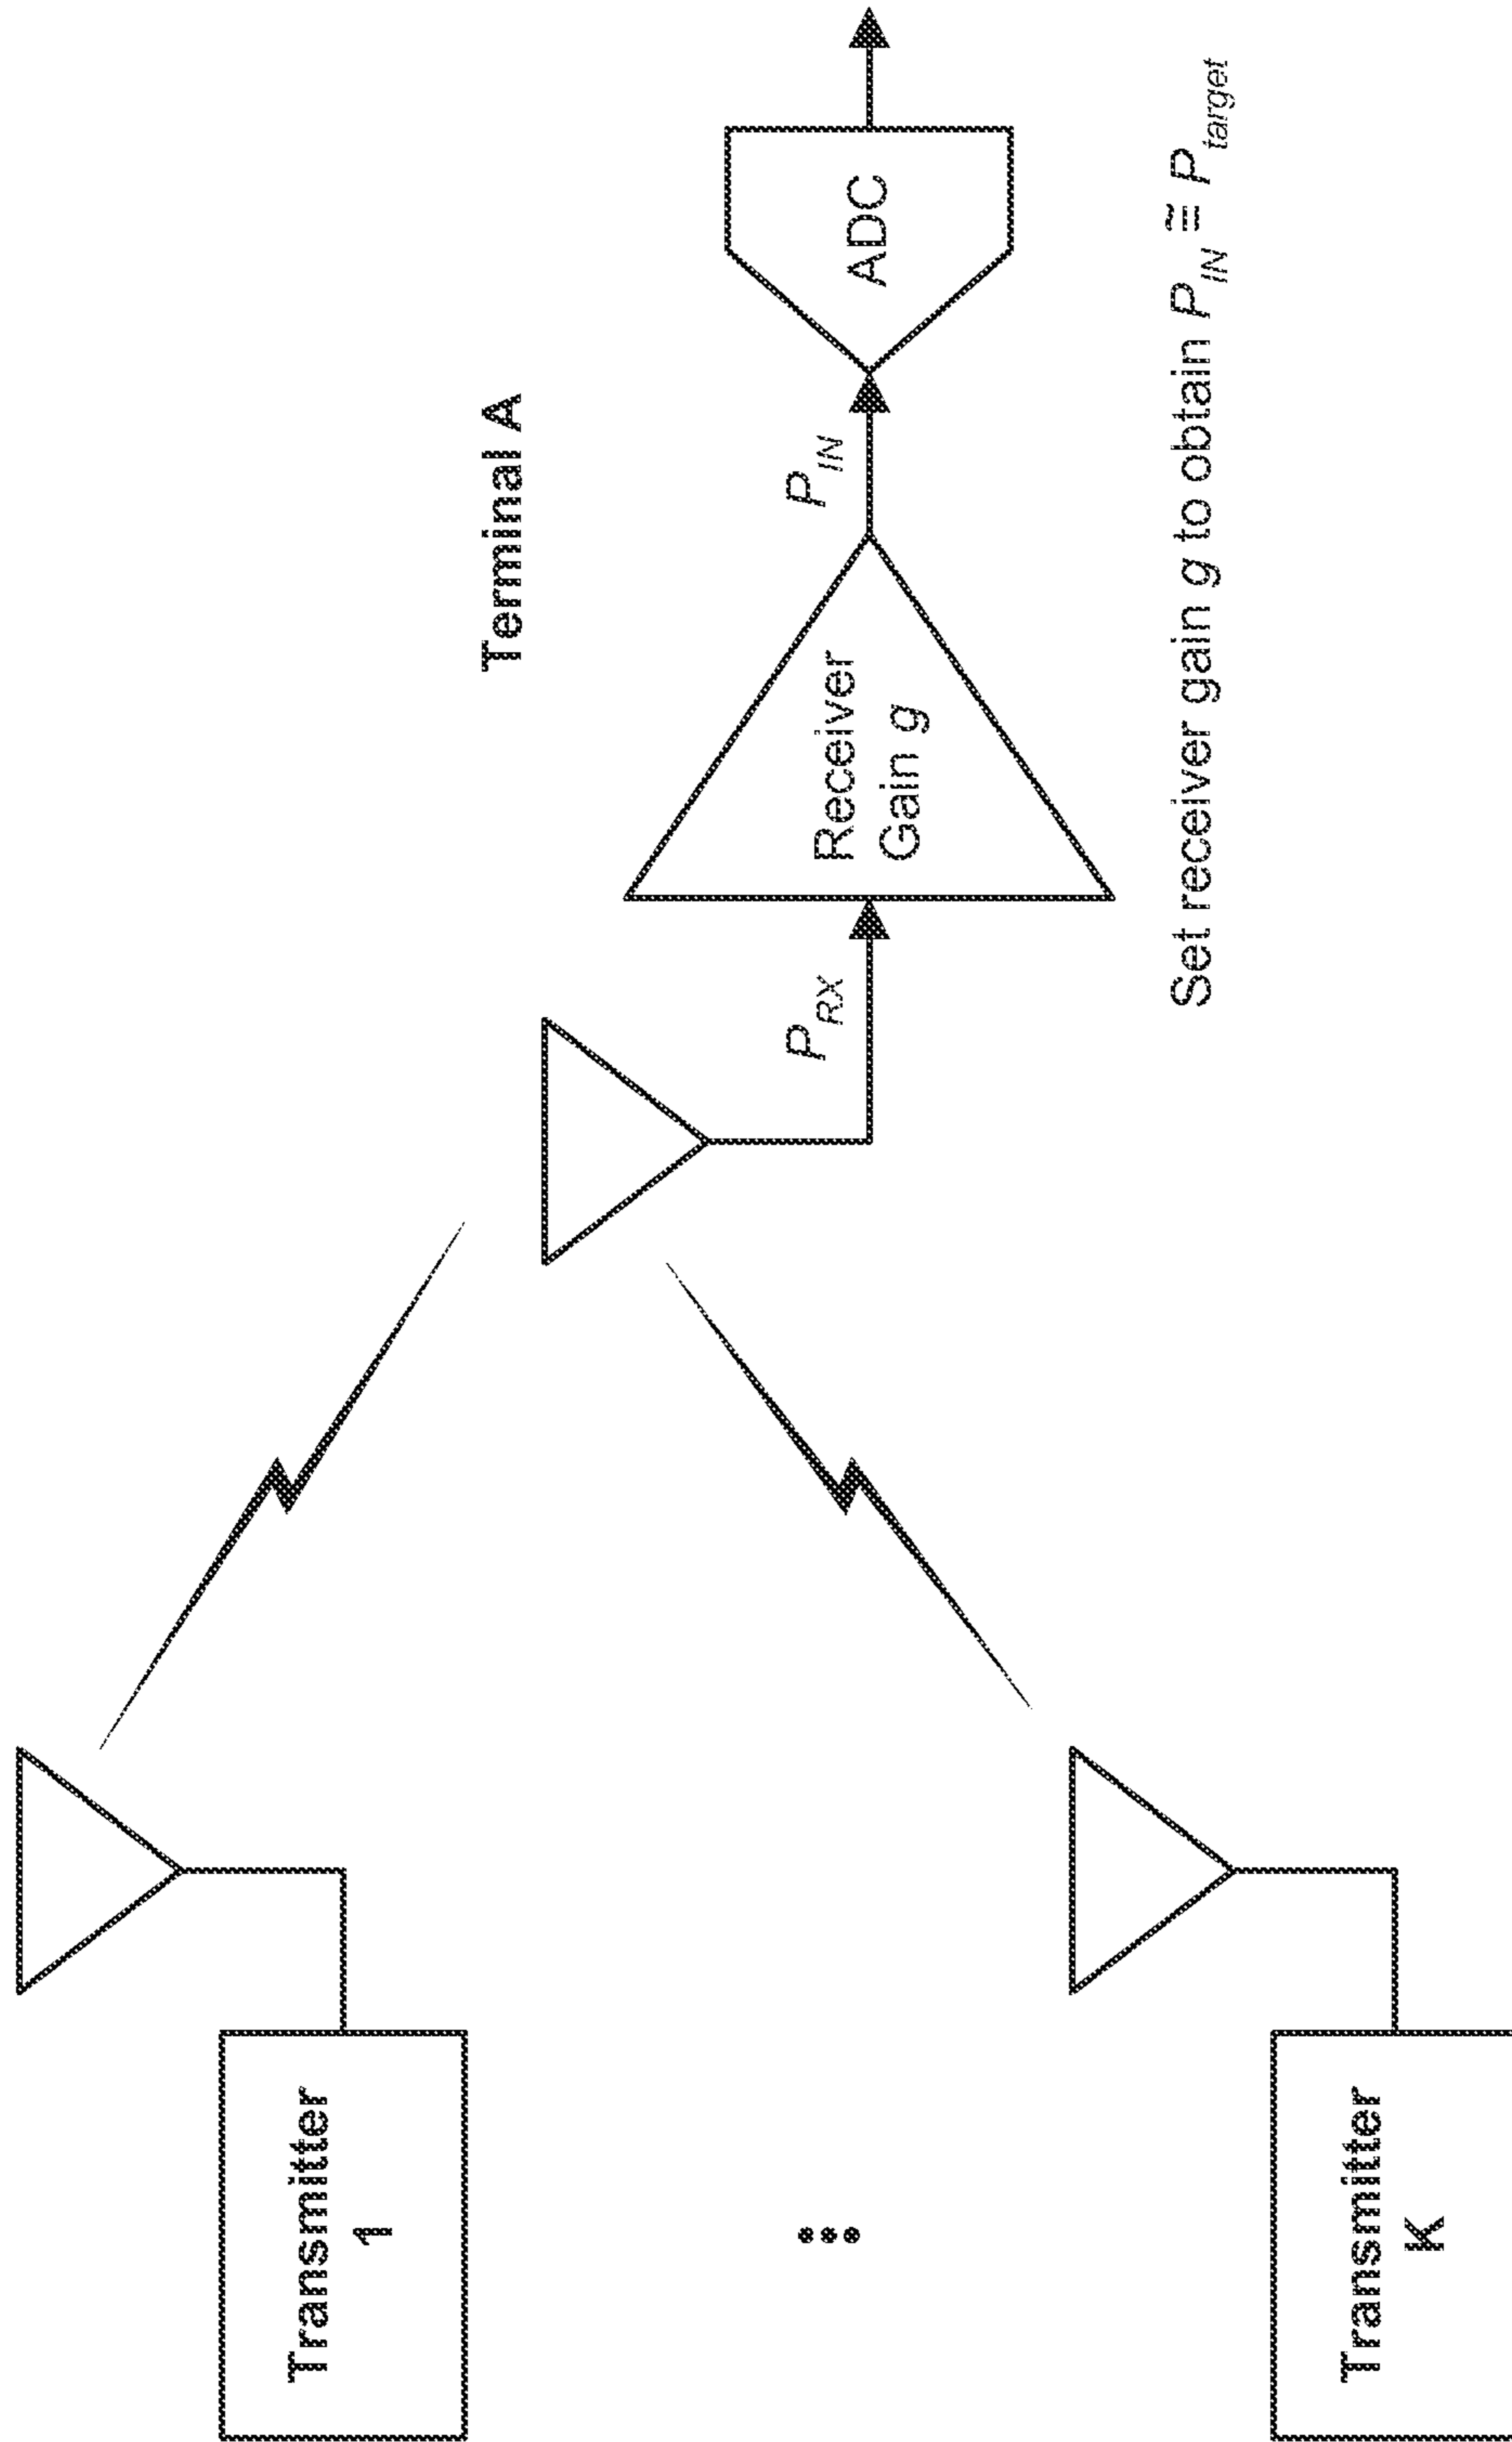 Transmitter
1
Transmitter
K
Terminal A
P_RX
Receiver
Gain g
P_IN
ADC
Set receiver gain g to obtain P_IN ≅ P_target